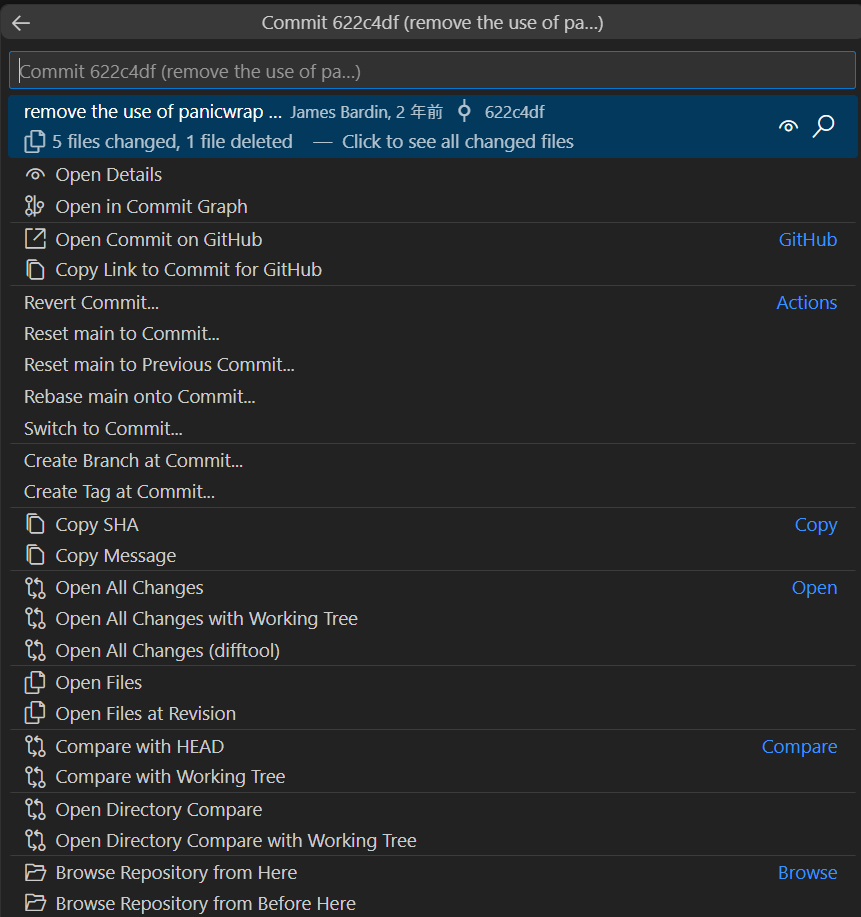 Commit 622c4df (remove the use of pa...)
Commit 622c4df (remove the use of pa...)
remove the use of panicwrap ... James Bardin, 2 年前 622c4df
5 files changed, 1 file deleted — Click to see all changed files
Open Details
Open in Commit Graph
Open Commit on GitHub GitHub
Copy Link to Commit for GitHub
Revert Commit... Actions
Reset main to Commit...
Reset main to Previous Commit...
Rebase main onto Commit...
Switch to Commit...
Create Branch at Commit...
Create Tag at Commit...
Copy SHA Copy
Copy Message
Open All Changes Open
Open All Changes with Working Tree
Open All Changes (difftool)
Open Files
Open Files at Revision
Compare with HEAD Compare
Compare with Working Tree
Open Directory Compare
Open Directory Compare with Working Tree
Browse Repository from Here Browse
Browse Repository from Before Here